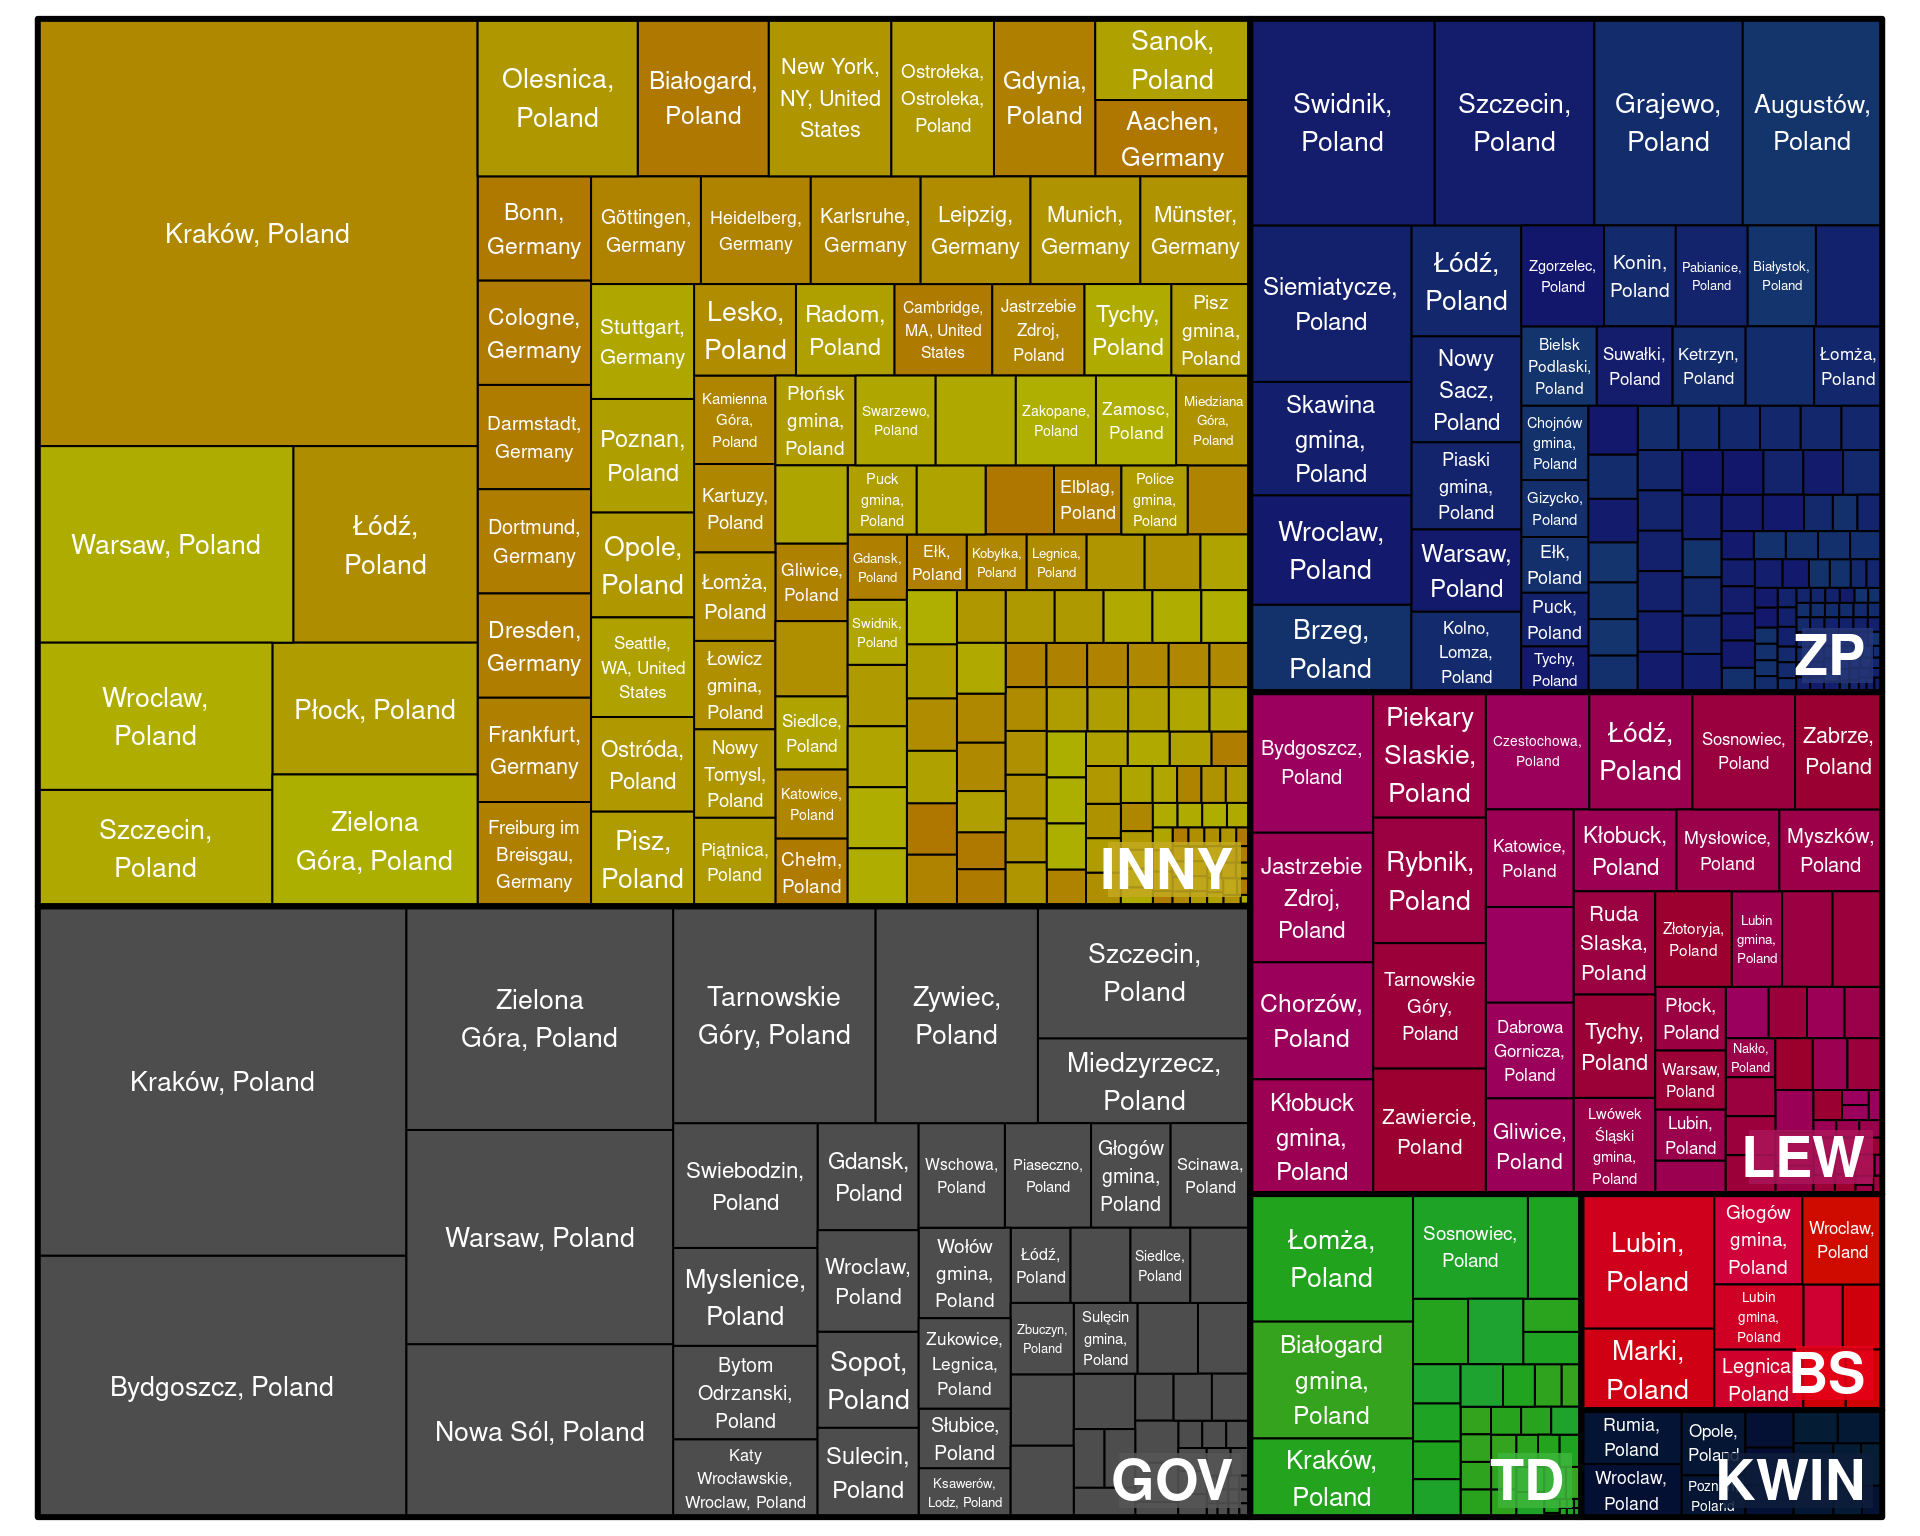 Kraków, Poland
Warsaw, Poland
Łódź,
Poland
Wroclaw,
Poland
Płock, Poland
Szczecin,
Poland
Zielona
Góra, Poland
Olesnica,
Poland
Białogard,
Poland
New York,
NY, United
States
Ostrołeka,
Ostroleka,
Poland
Gdynia,
Poland
Sanok,
Poland
Aachen,
Germany
Bonn,
Germany
Göttingen,
Germany
Heidelberg,
Germany
Karlsruhe,
Germany
Leipzig,
Germany
Munich,
Germany
Münster,
Germany
Cologne,
Germany
Darmstadt,
Germany
Dortmund,
Germany
Dresden,
Germany
Frankfurt,
Germany
Freiburg im
Breisgau,
Germany
Stuttgart,
Germany
Poznan,
Poland
Opole,
Poland
Seattle,
WA, United
States
Ostróda,
Poland
Pisz,
Poland
Lesko,
Poland
Radom,
Poland
Cambridge,
MA, United
States
Jastrzebie
Zdroj,
Poland
Tychy,
Poland
Pisz
gmina,
Poland
Kamienna
Góra,
Poland
Kartuzy,
Poland
Łomża,
Poland
Łowicz
gmina,
Poland
Nowy
Tomysl,
Poland
Piątnica,
Poland
Płońsk
gmina,
Poland
Swarzewo,
Poland
Zakopane,
Poland
Zamosc,
Poland
Miedziana
Góra,
Poland
Gliwice,
Poland
Siedlce,
Poland
Katowice,
Poland
Chełm,
Poland
Puck
gmina,
Poland
Elblag,
Poland
Police
gmina,
Poland
Gdansk,
Poland
Swidnik,
Poland
Ełk,
Poland
Kobyłka,
Poland
Legnica,
Poland
INNY
Swidnik,
Poland
Szczecin,
Poland
Grajewo,
Poland
Augustów,
Poland
Siemiatycze,
Poland
Skawina
gmina,
Poland
Wroclaw,
Poland
Brzeg,
Poland
Łódź,
Poland
Nowy
Sacz,
Poland
Piaski
gmina,
Poland
Warsaw,
Poland
Kolno,
Lomza,
Poland
Zgorzelec,
Poland
Konin,
Poland
Pabianice,
Poland
Białystok,
Poland
Bielsk
Podlaski,
Poland
Suwałki,
Poland
Ketrzyn,
Poland
Łomża,
Poland
Chojnów
gmina,
Poland
Gizycko,
Poland
Ełk,
Poland
Puck,
Poland
Tychy,
Poland
ZP
Kraków, Poland
Bydgoszcz, Poland
Zielona
Góra, Poland
Warsaw, Poland
Nowa Sól, Poland
Tarnowskie
Góry, Poland
Zywiec,
Poland
Szczecin,
Poland
Miedzyrzecz,
Poland
Swiebodzin,
Poland
Myslenice,
Poland
Bytom
Odrzanski,
Poland
Katy
Wrocławskie,
Wroclaw, Poland
Gdansk,
Poland
Wroclaw,
Poland
Sopot,
Poland
Sulecin,
Poland
Wschowa,
Poland
Piaseczno,
Poland
Głogów
gmina,
Poland
Scinawa,
Poland
Wołów
gmina,
Poland
Zukowice,
Legnica,
Poland
Słubice,
Poland
Ksawerów,
Lodz, Poland
Łódź,
Poland
Siedlce,
Poland
Zbuczyn,
Poland
Sulęcin
gmina,
Poland
GOV
Bydgoszcz,
Poland
Jastrzebie
Zdroj,
Poland
Chorzów,
Poland
Kłobuck
gmina,
Poland
Piekary
Slaskie,
Poland
Rybnik,
Poland
Tarnowskie
Góry,
Poland
Zawiercie,
Poland
Czestochowa,
Poland
Łódź,
Poland
Sosnowiec,
Poland
Zabrze,
Poland
Katowice,
Poland
Dabrowa
Gornicza,
Poland
Gliwice,
Poland
Kłobuck,
Poland
Mysłowice,
Poland
Myszków,
Poland
Ruda
Slaska,
Poland
Tychy,
Poland
Lwówek
Śląski
gmina,
Poland
Złotoryja,
Poland
Lubin
gmina,
Poland
Płock,
Poland
Warsaw,
Poland
Lubin,
Poland
Nakło,
Poland
LEW
Łomża,
Poland
Białogard
gmina,
Poland
Kraków,
Poland
Sosnowiec,
Poland
TD
Lubin,
Poland
Marki,
Poland
Głogów
gmina,
Poland
Wroclaw,
Poland
Lubin
gmina,
Poland
Legnica
Poland
BS
Rumia,
Poland
Wroclaw,
Poland
Opole,
Poland
Pozn
Poland
KWIN